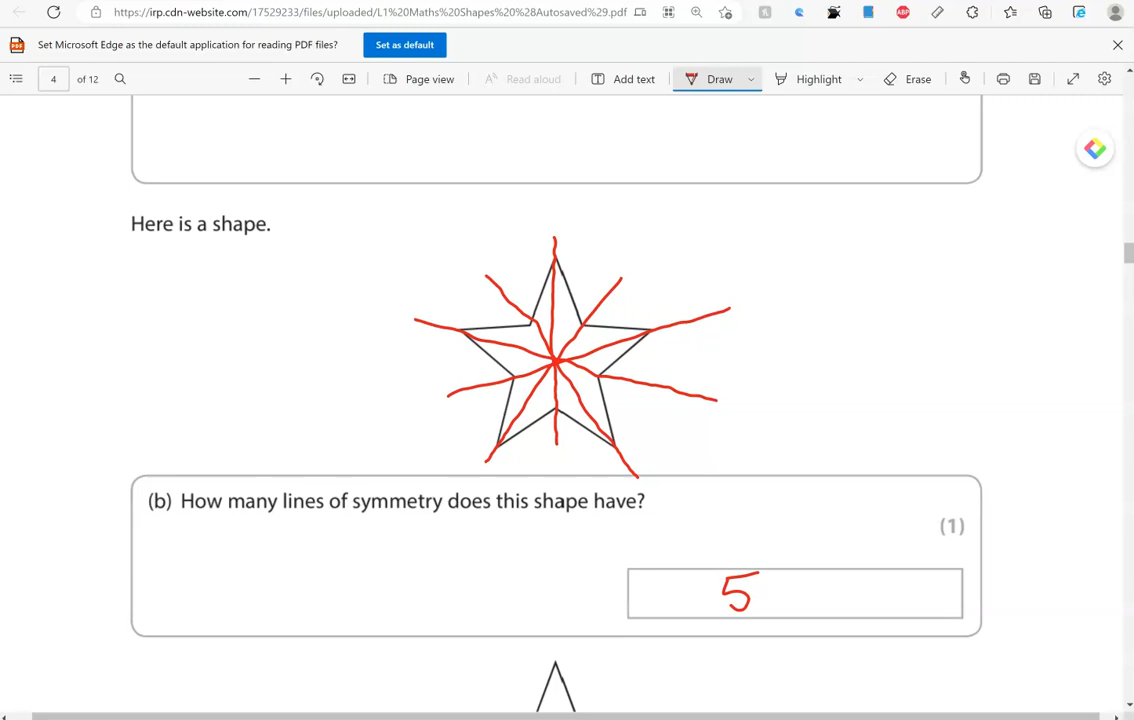 https://irp.cdn-website.com/17529233/files/uploaded/L1%20Maths%20Shapes%20%28Autosaved%29.pdf
ABP
PDF
Set Microsoft Edge as the default application for reading PDF files?
Set as default
4 of 12
Page view
Read aloud
Add text
Draw
Highlight
Erase
Here is a shape.
(b) How many lines of symmetry does this shape have?
(1)
5